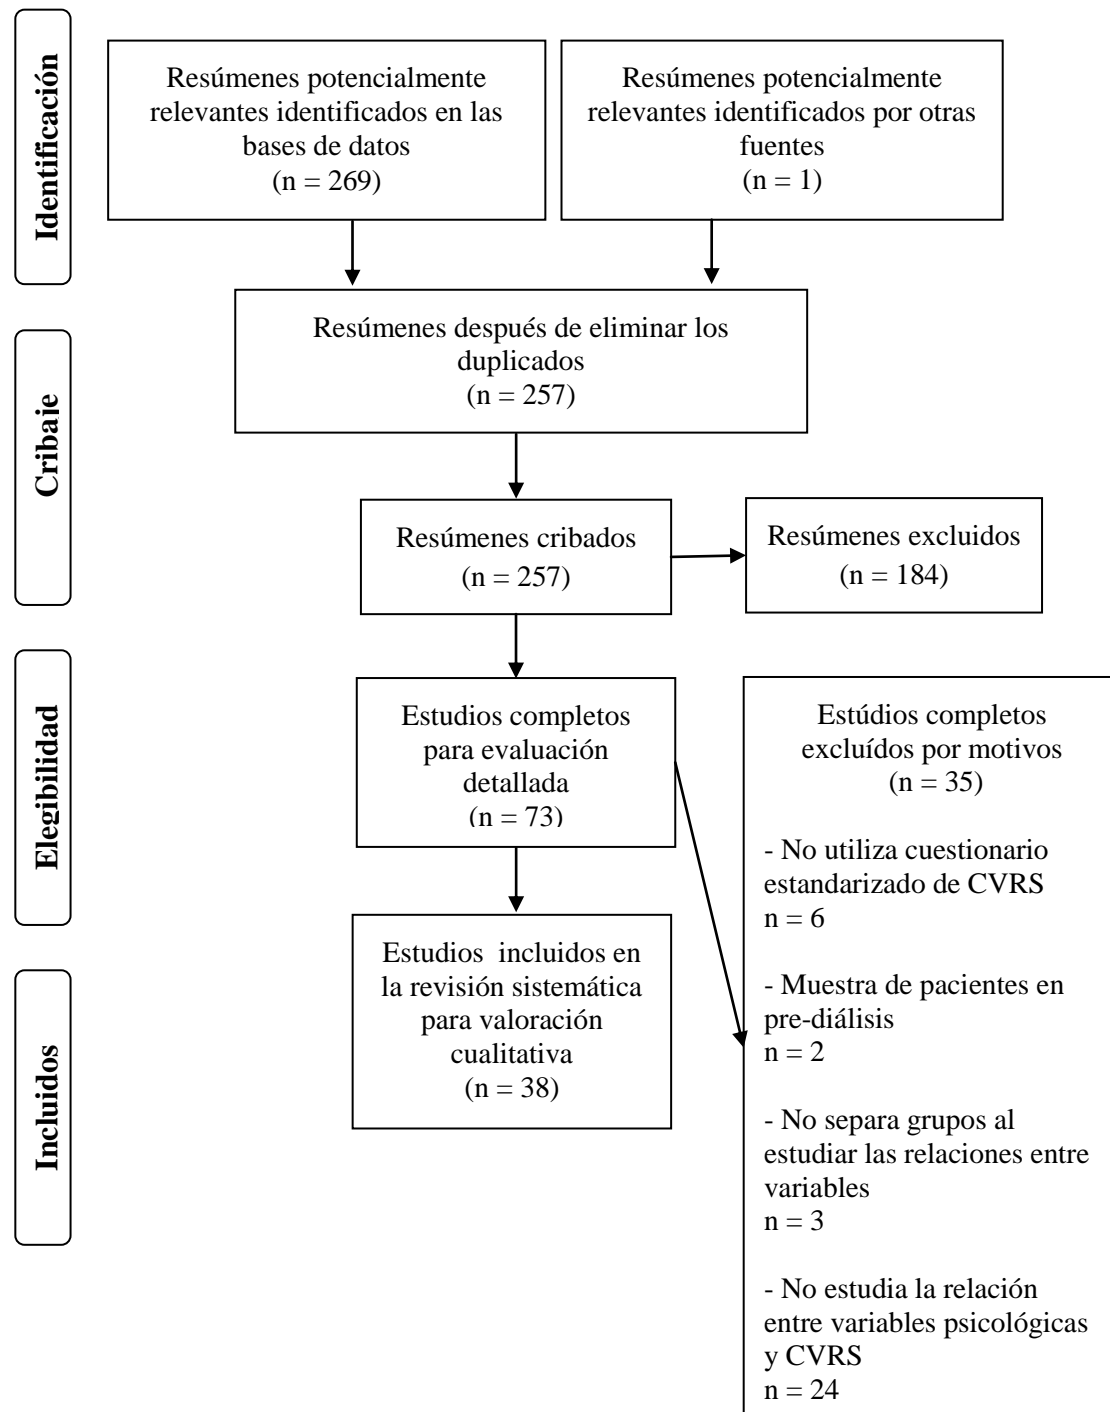 Identificación
Resúmenes potencialmente
relevantes identificados en las
bases de datos
(n = 269)
Resúmenes potencialmente
relevantes identificados por otras
fuentes
(n = 1)
Cribaje
Resúmenes después de eliminar los
duplicados
(n = 257)
Resúmenes cribados
(n = 257)
Resúmenes excluidos
(n = 184)
Elegibilidad
Estudios completos
para evaluación
detallada
(n = 73)
Estúdios completos
excluídos por motivos
(n = 35)
- No utiliza cuestionario
estandarizado de CVRS
n = 6
- Muestra de pacientes en
pre-diálisis
n = 2
- No separa grupos al
estudiar las relaciones entre
variables
n = 3
- No estudia la relación
entre variables psicológicas
y CVRS
n = 24
Incluidos
Estudios  incluidos en
la revisión sistemática
para valoración
cualitativa
(n = 38)